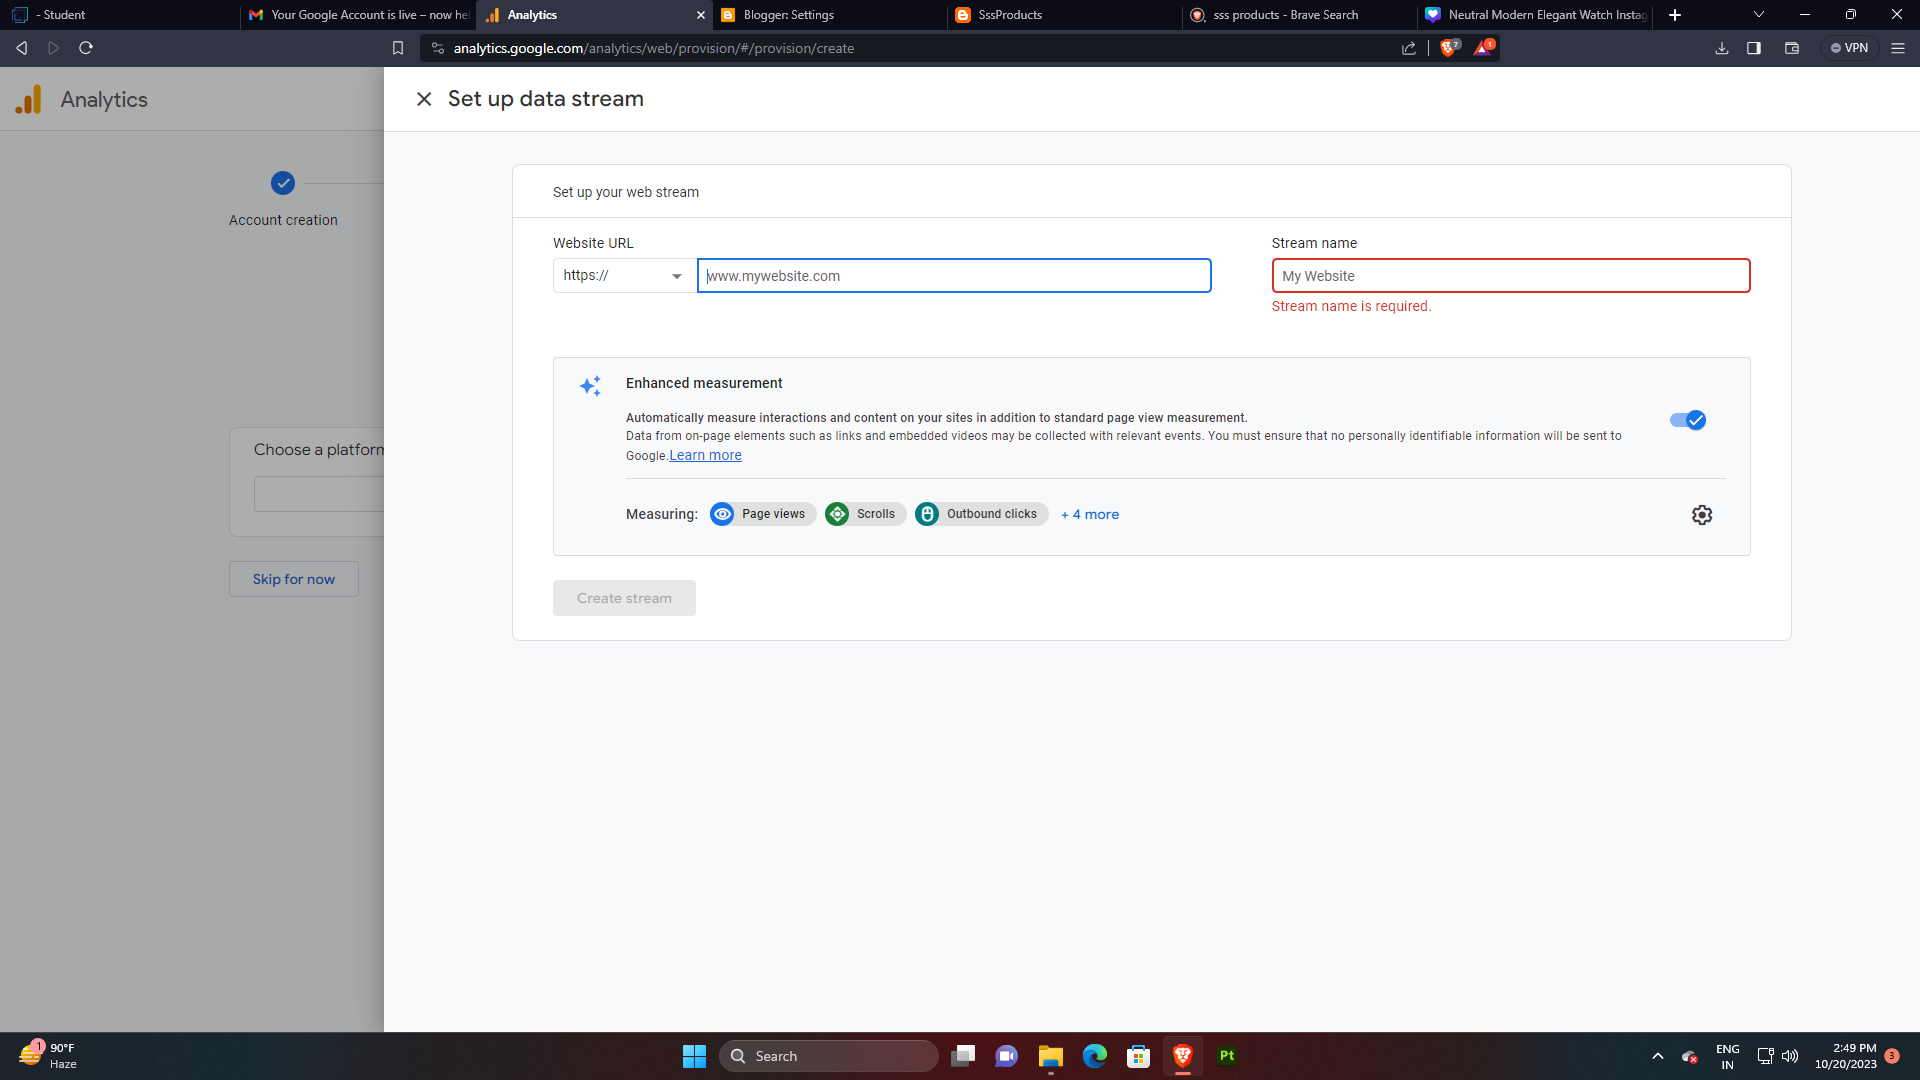 - Student
Your Google Account is live – now hel
Analytics
Blogger: Settings
SssProducts
sss products - Brave Search
Neutral Modern Elegant Watch Instag
analytics.google.com/analytics/web/provision/#/provision/create
7
1
VPN
Analytics
Set up data stream
Account creation
Set up your web stream
Website URL
Stream name
https://
www.mywebsite.com
My Website
Stream name is required.
Enhanced measurement
Automatically measure interactions and content on your sites in addition to standard page view measurement.
Data from on-page elements such as links and embedded videos may be collected with relevant events. You must ensure that no personally identifiable information will be sent to
Google.Learn more
Choose a platform
Measuring:
Page views
Scrolls
Outbound clicks
+ 4 more
Skip for now
Create stream
1
90°F
Haze
Search
Pt
ENG
IN
2:49 PM
10/20/2023
3